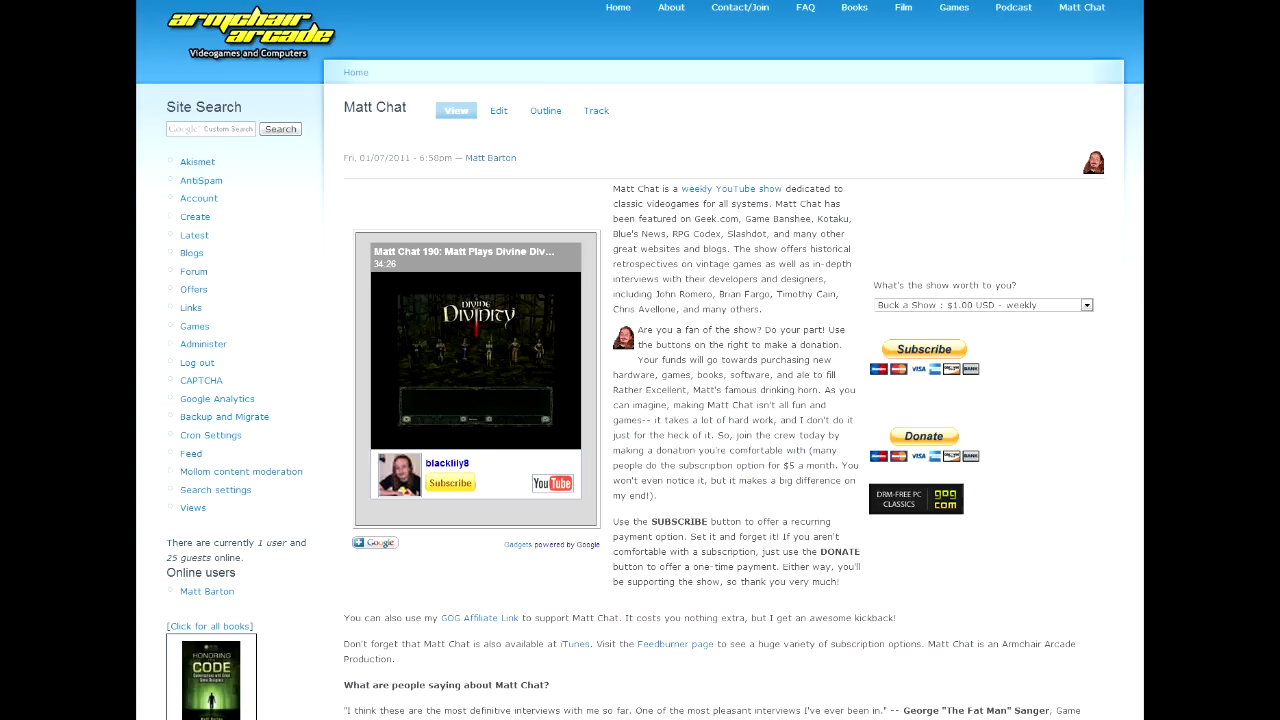 armchair
arcade
Videogames and Computers
Home About Contact/Join FAQ Books Film Games Podcast Matt Chat
Home
Site Search
Google™ Custom Search Search
Akismet
AntiSpam
Account
Create
Latest
Blogs
Forum
Offers
Links
Games
Administer
Log out
CAPTCHA
Google Analytics
Backup and Migrate
Cron Settings
Feed
Mollom content moderation
Search settings
Views
There are currently 1 user and
25 guests online.
Online users
Matt Barton
[Click for all books]
HONORING
CODE
Matt Chat View Edit Outline Track
Fri, 01/07/2011 - 6:58pm — Matt Barton
Matt Chat 190: Matt Plays Divine Div...
34:26
DIVINE
DIVINITY
blacklily8
Subscribe
YouTube
Google
Gadgets powered by Google
Matt Chat is a weekly YouTube show dedicated to
classic videogames for all systems. Matt Chat has
been featured on Geek.com, Game Banshee, Kotaku,
Blue's News, RPG Codex, Slashdot, and many other
great websites and blogs. The show offers historical
retrospectives on vintage games as well as in-depth
interviews with their developers and designers,
including John Romero, Brian Fargo, Timothy Cain,
Chris Avellone, and many others.
Are you a fan of the show? Do your part! Use
the buttons on the right to make a donation.
Your funds will go towards purchasing new
hardware, games, books, software, and ale to fill
Rather Excellent, Matt's famous drinking horn. As you
can imagine, making Matt Chat isn't all fun and
games-- it takes a lot of hard work, and I don't do it
just for the heck of it. So, join the crew today by
making a donation you're comfortable with (many
people do the subscription option for $5 a month. You
won't even notice it, but it makes a big difference on
my end!).
Use the SUBSCRIBE button to offer a recurring
payment option. Set it and forget it! If you aren't
comfortable with a subscription, just use the DONATE
button to offer a one-time payment. Either way, you'll
be supporting the show, so thank you very much!
What's the show worth to you?
Buck a Show : $1.00 USD - weekly
Subscribe
VISA BANK
Donate
VISA BANK
DRM-FREE PC
CLASSICS
gog
com
You can also use my GOG Affiliate Link to support Matt Chat. It costs you nothing extra, but I get an awesome kickback!
Don't forget that Matt Chat is also available at iTunes. Visit the Feedburner page to see a huge variety of subscription options. Matt Chat is an Armchair Arcade
Production.
What are people saying about Matt Chat?
"I think these are the most definitive interviews with me so far. One of the most pleasant interviews I've ever been in." -- George "The Fat Man" Sanger, Game